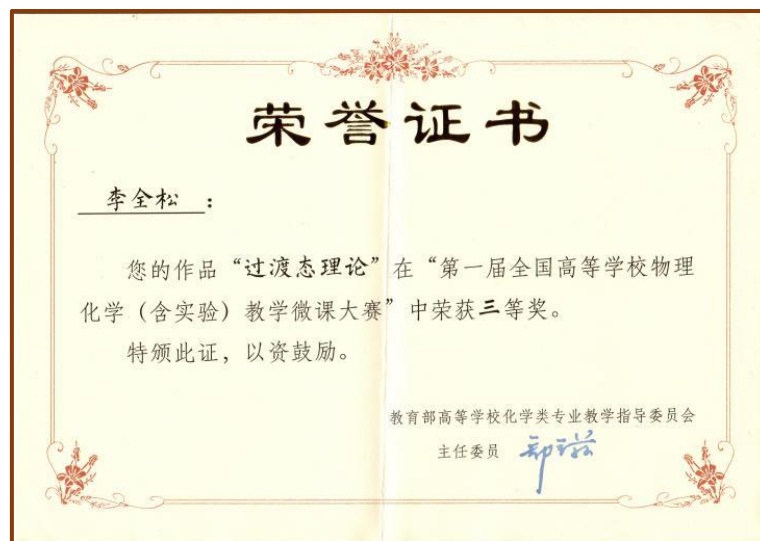 荣誉证书
李全松：
您的作品“过渡态理论”在“第一届全国高等学校物理
化学（含实验）教学微课大赛”中荣获三等奖。
特颁此证，以资鼓励。
教育部高等学校化学类专业教学指导委员会
主任委员